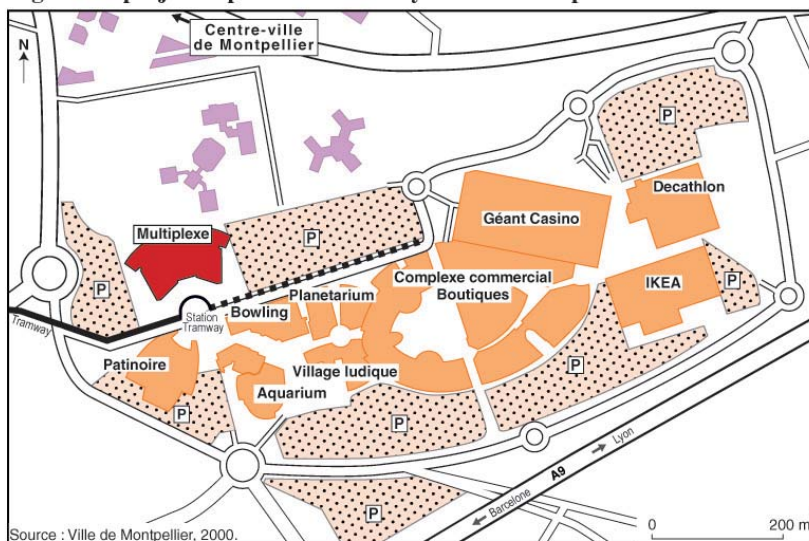 Centre-ville
de Montpellier
N
P
Decathlon
Géant Casino
Multiplexe
P
P
Complexe commercial
Boutiques
IKEA
P
Planetarium
Bowling
Station
Tramway
Tramway
Patinoire
Village ludique
Aquarium
P
P
P
P
Lyon
A9
Barcelone
0 200 m
Source : Ville de Montpellier, 2000.